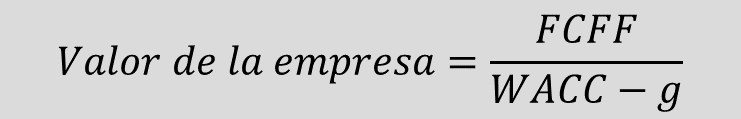 Valor de la empresa = FCFF / WACC − g